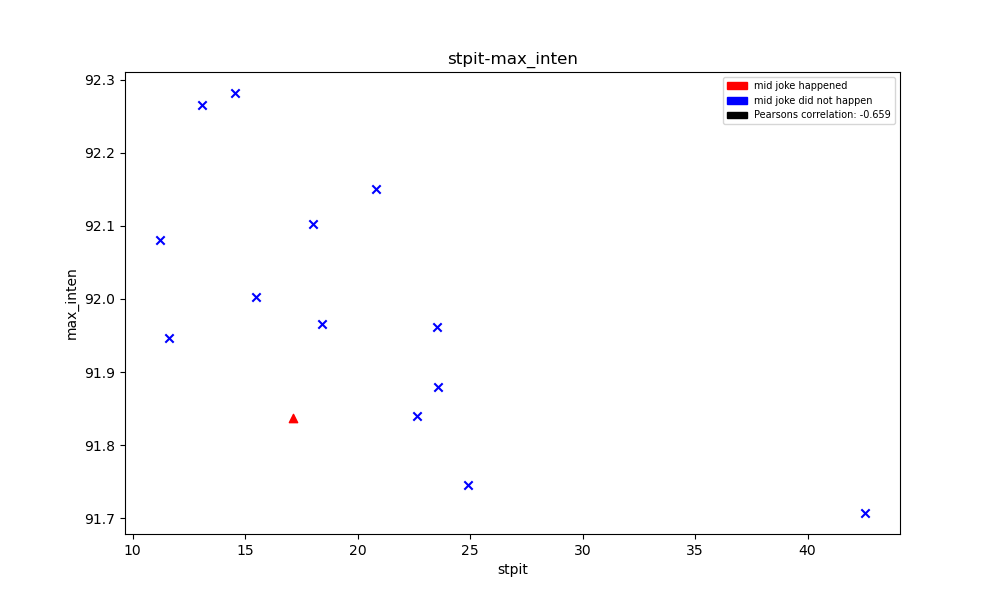 stpit-max_inten
mid joke happened
mid joke did not happen
Pearsons correlation: -0.659
92.3
92.2
92.1
92.0
91.9
91.8
91.7
max_inten
10 15 20 25 30 35 40
stpit